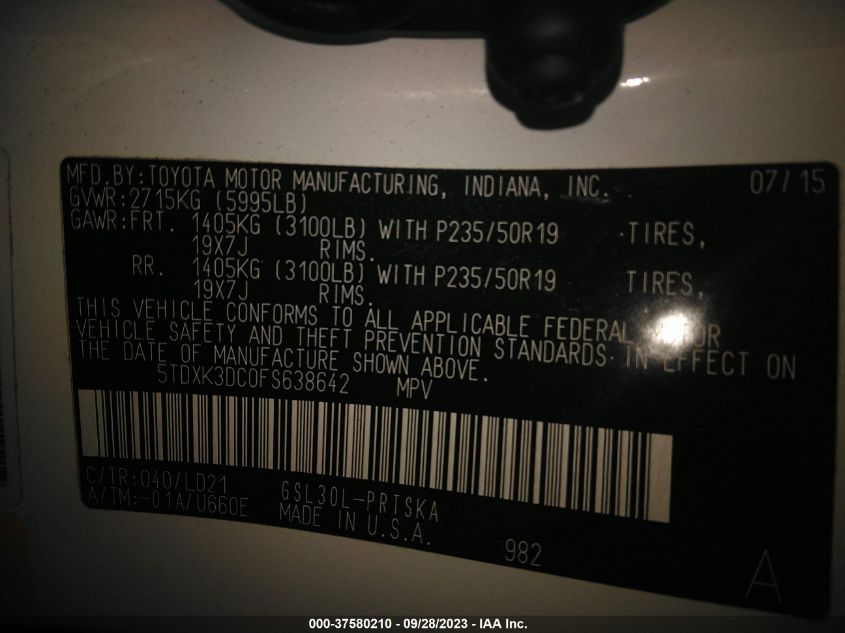 MFD.BY:TOYOTA MOTOR MANUFACTURING, INDIANA, INC. 07/15
GVWR:2715KG (5995LB)
GAWR:FRT. 1405KG (3100LB) WITH P235/50R19 TIRES,
19X7J RIMS.
RR. 1405KG (3100LB) WITH P235/50R19 TIRES,
19X7J RIMS.
THIS VEHICLE CONFORMS TO ALL APPLICABLE FEDERAL MOTOR
VEHICLE SAFETY AND THEFT PREVENTION STANDARDS IN EFFECT ON
THE DATE OF MANUFACTURE SHOWN ABOVE.
5TDXK3DC0FS638642 MPV
C/TR:040/LD21 GSL30L-PRTSKA
A/TM:-01A/U660E MADE IN U.S.A.
982
A
000-37580210 - 09/28/2023 - IAA Inc.